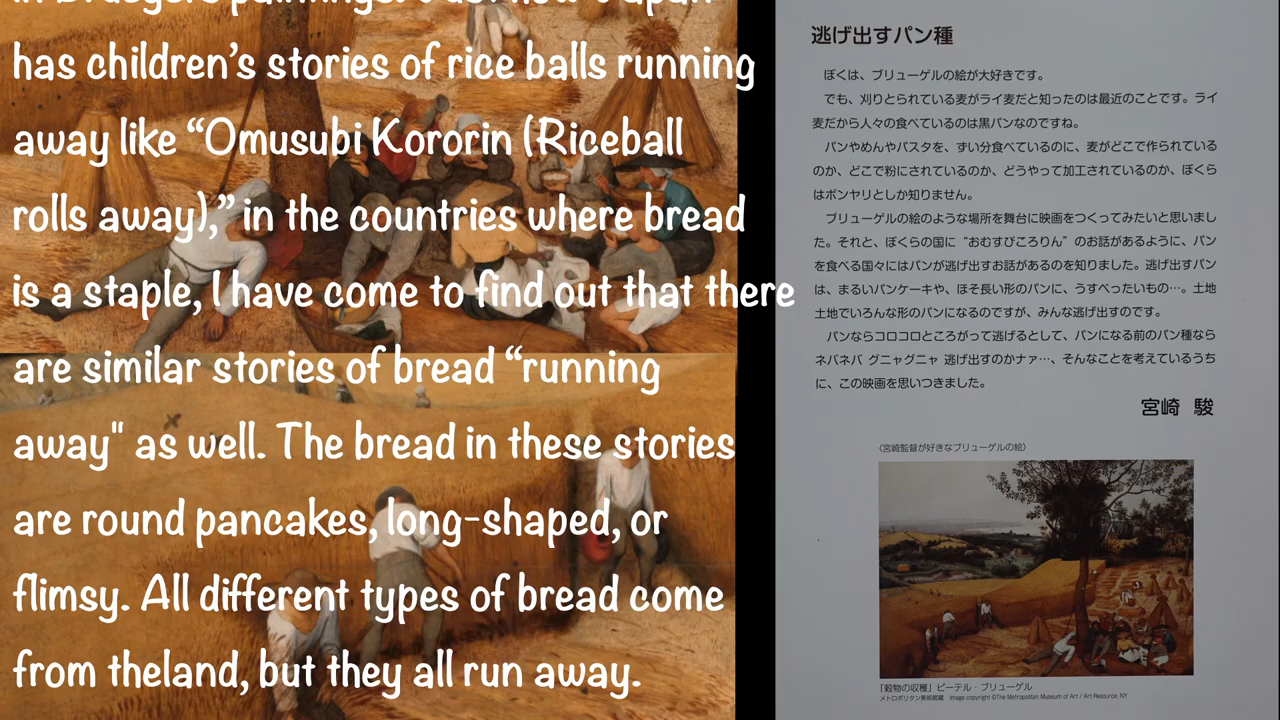 has children’s stories of rice balls running
away like “Omusubi Kororin (Riceball
rolls away),” in the countries where bread
is a staple, I have come to find out that there
are similar stories of bread “running
away" as well. The bread in these stories
are round pancakes, long-shaped, or
flimsy. All different types of bread come
from theland, but they all run away.
逃げ出すパン種
ぼくは、ブリューゲルの絵が大好きです。
でも、刈りとられている麦がライ麦だと知ったのは最近のことです。ライ
麦だから人々の食べているのは黒パンなのですね。
パンやめんやパスタを、ずい分食べているのに、麦がどこで作られている
のか、どこで粉にされているのか、どうやって加工されているのか、ぼくら
はボンヤリとしか知りません。
ブリューゲルの絵のような場所を舞台に映画をつくってみたいと思いまし
た。それと、ぼくらの国に“おむすびころりん”のお話があるように、パン
を食べる国々にはパンが逃げ出すお話があるのを知りました。逃げ出すパン
は、まるいパンケーキや、ほそ長い形のパンに、うすべったいもの…。土地
土地でいろんな形のパンになるのですが、みんな逃げ出すのです。
パンならコロコロところがって逃げるとして、パンになる前のパン種なら
ネバネバ グニャグニャ 逃げ出すのかナァ…、そんなことを考えているうち
に、この映画を思いつきました。
宮崎 駿
〈宮崎監督が好きなブリューゲルの絵〉
「穀物の収穫」ピーテル・ブリューゲル
メトロポリタン美術館蔵 Image copyright ©The Metropolitan Museum of Art / Art Resource, NY